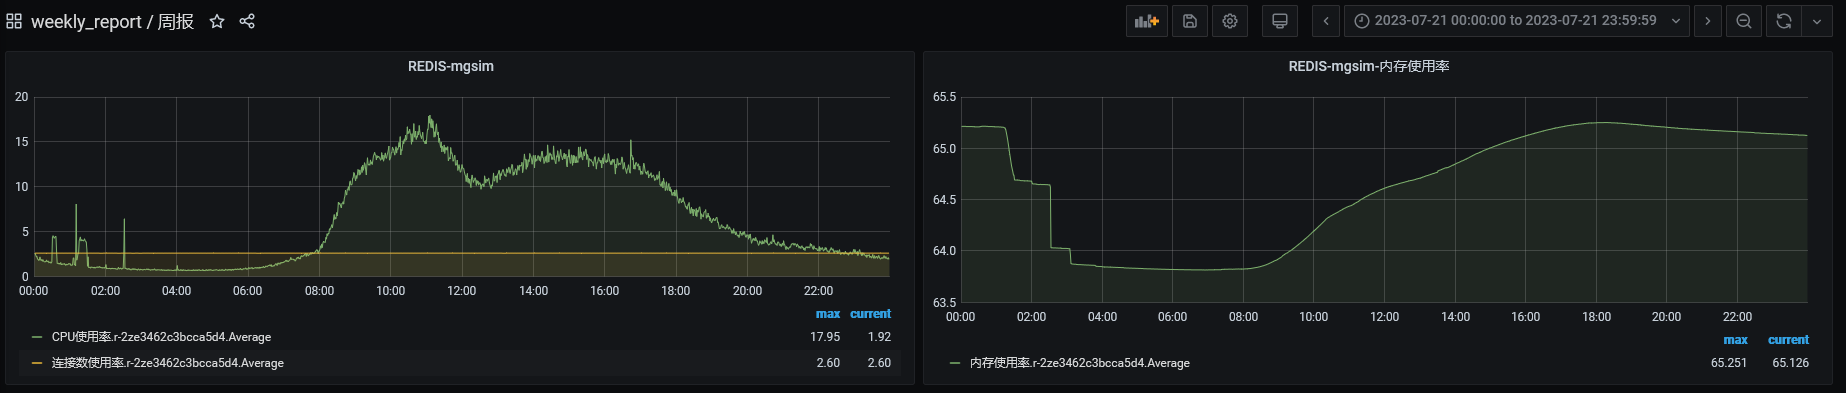 weekly_report / 周报
2023-07-21 00:00:00 to 2023-07-21 23:59:59
REDIS-mgsim
20
15
10
5
0
00:00 02:00 04:00 06:00 08:00 10:00 12:00 14:00 16:00 18:00 20:00 22:00
max current
CPU使用率.r-2ze3462c3bcca5d4.Average 17.95 1.92
连接数使用率.r-2ze3462c3bcca5d4.Average 2.60 2.60
REDIS-mgsim-内存使用率
65.5
65.0
64.5
64.0
63.5
00:00 02:00 04:00 06:00 08:00 10:00 12:00 14:00 16:00 18:00 20:00 22:00
max current
内存使用率.r-2ze3462c3bcca5d4.Average 65.251 65.126